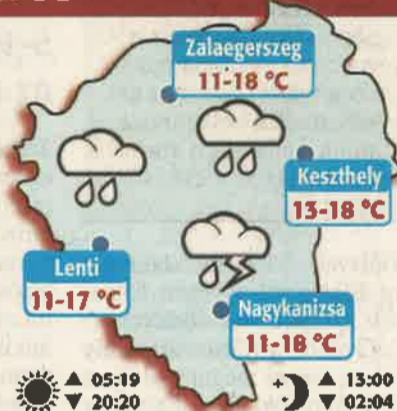 Zalaegerszeg
11-18 °C
Keszthely
13-18 °C
Lenti
11-17 °C
Nagykanizsa
11-18 °C
▲ 05:19
▼ 20:20
▲ 13:00
▼ 02:04